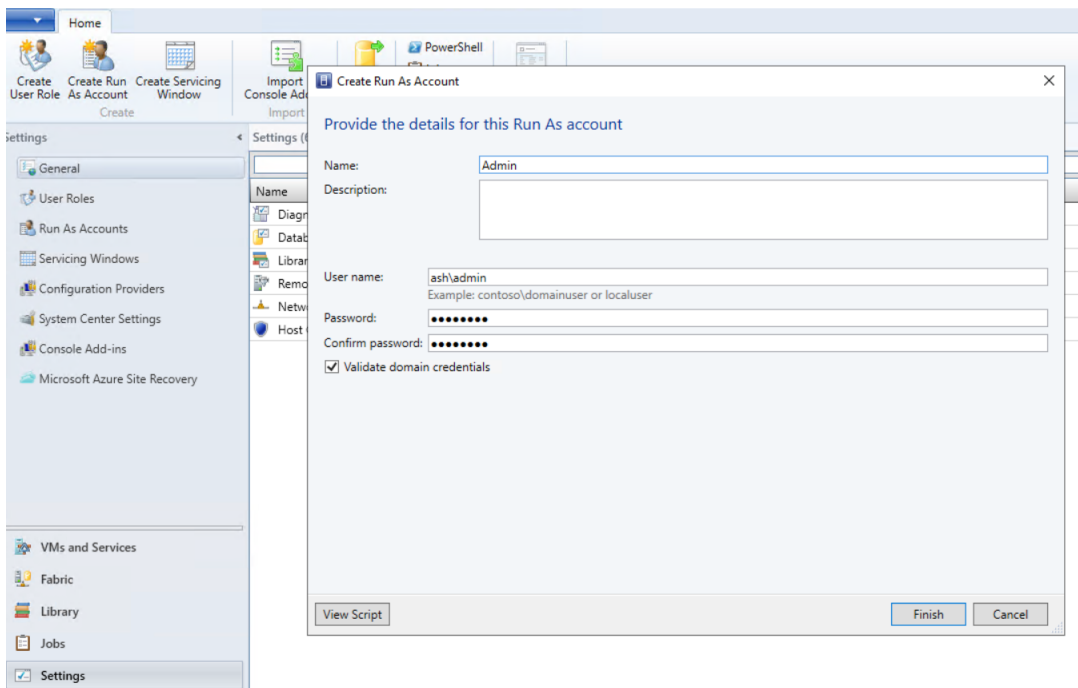 Home
Create User Role
Create Run As Account
Create Servicing Window
Create
Import Console Add
Import
PowerShell
Settings
General
User Roles
Run As Accounts
Servicing Windows
Configuration Providers
System Center Settings
Console Add-ins
Microsoft Azure Site Recovery
VMs and Services
Fabric
Library
Jobs
Settings
Settings (
Name
Diagn
Datab
Librar
Remo
Netw
Host
Create Run As Account
Provide the details for this Run As account
Name:
Admin
Description:
User name:
ash\admin
Example: contoso\domainuser or localuser
Password:
●●●●●●●●
Confirm password:
●●●●●●●●
Validate domain credentials
View Script
Finish
Cancel